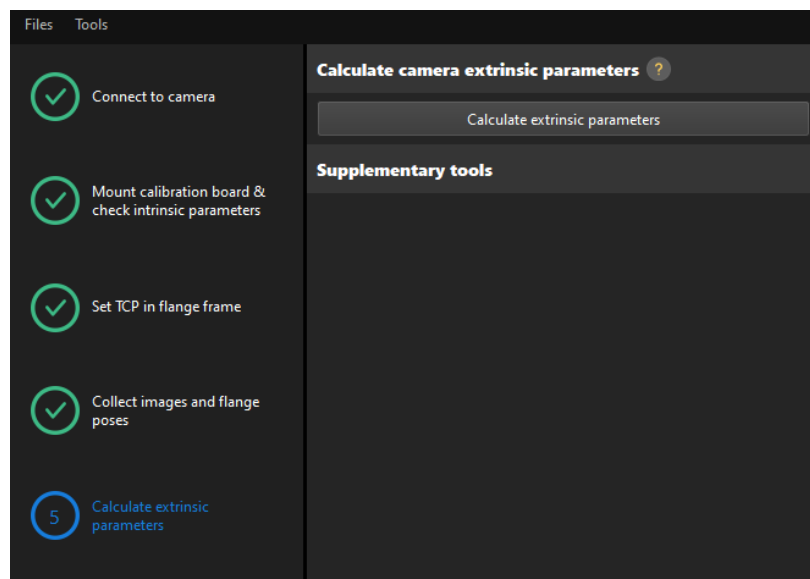 Files Tools
Connect to camera
Mount calibration board &
check intrinsic parameters
Set TCP in flange frame
Collect images and flange
poses
5
Calculate extrinsic
parameters
Calculate camera extrinsic parameters ?
Calculate extrinsic parameters
Supplementary tools